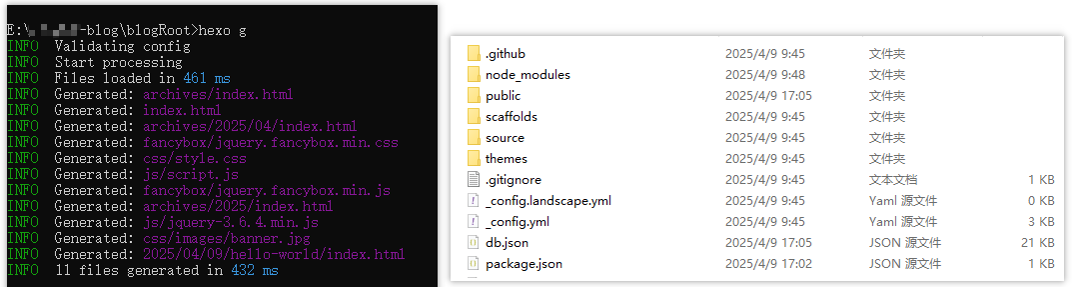 E:\ -blog\blogRoot>hexo g
INFO Validating config
INFO Start processing
INFO Files loaded in 461 ms
INFO Generated: archives/index.html
INFO Generated: index.html
INFO Generated: archives/2025/04/index.html
INFO Generated: fancybox/jquery.fancybox.min.css
INFO Generated: css/style.css
INFO Generated: js/script.js
INFO Generated: fancybox/jquery.fancybox.min.js
INFO Generated: archives/2025/index.html
INFO Generated: js/jquery-3.6.4.min.js
INFO Generated: css/images/banner.jpg
INFO Generated: 2025/04/09/hello-world/index.html
INFO 11 files generated in 432 ms
.github 2025/4/9 9:45 文件夹
node_modules 2025/4/9 9:48 文件夹
public 2025/4/9 17:05 文件夹
scaffolds 2025/4/9 9:45 文件夹
source 2025/4/9 9:45 文件夹
themes 2025/4/9 9:45 文件夹
.gitignore 2025/4/9 9:45 文本文档 1 KB
_config.landscape.yml 2025/4/9 9:45 Yaml 源文件 0 KB
_config.yml 2025/4/9 9:45 Yaml 源文件 3 KB
db.json 2025/4/9 17:05 JSON 源文件 21 KB
package.json 2025/4/9 17:02 JSON 源文件 1 KB